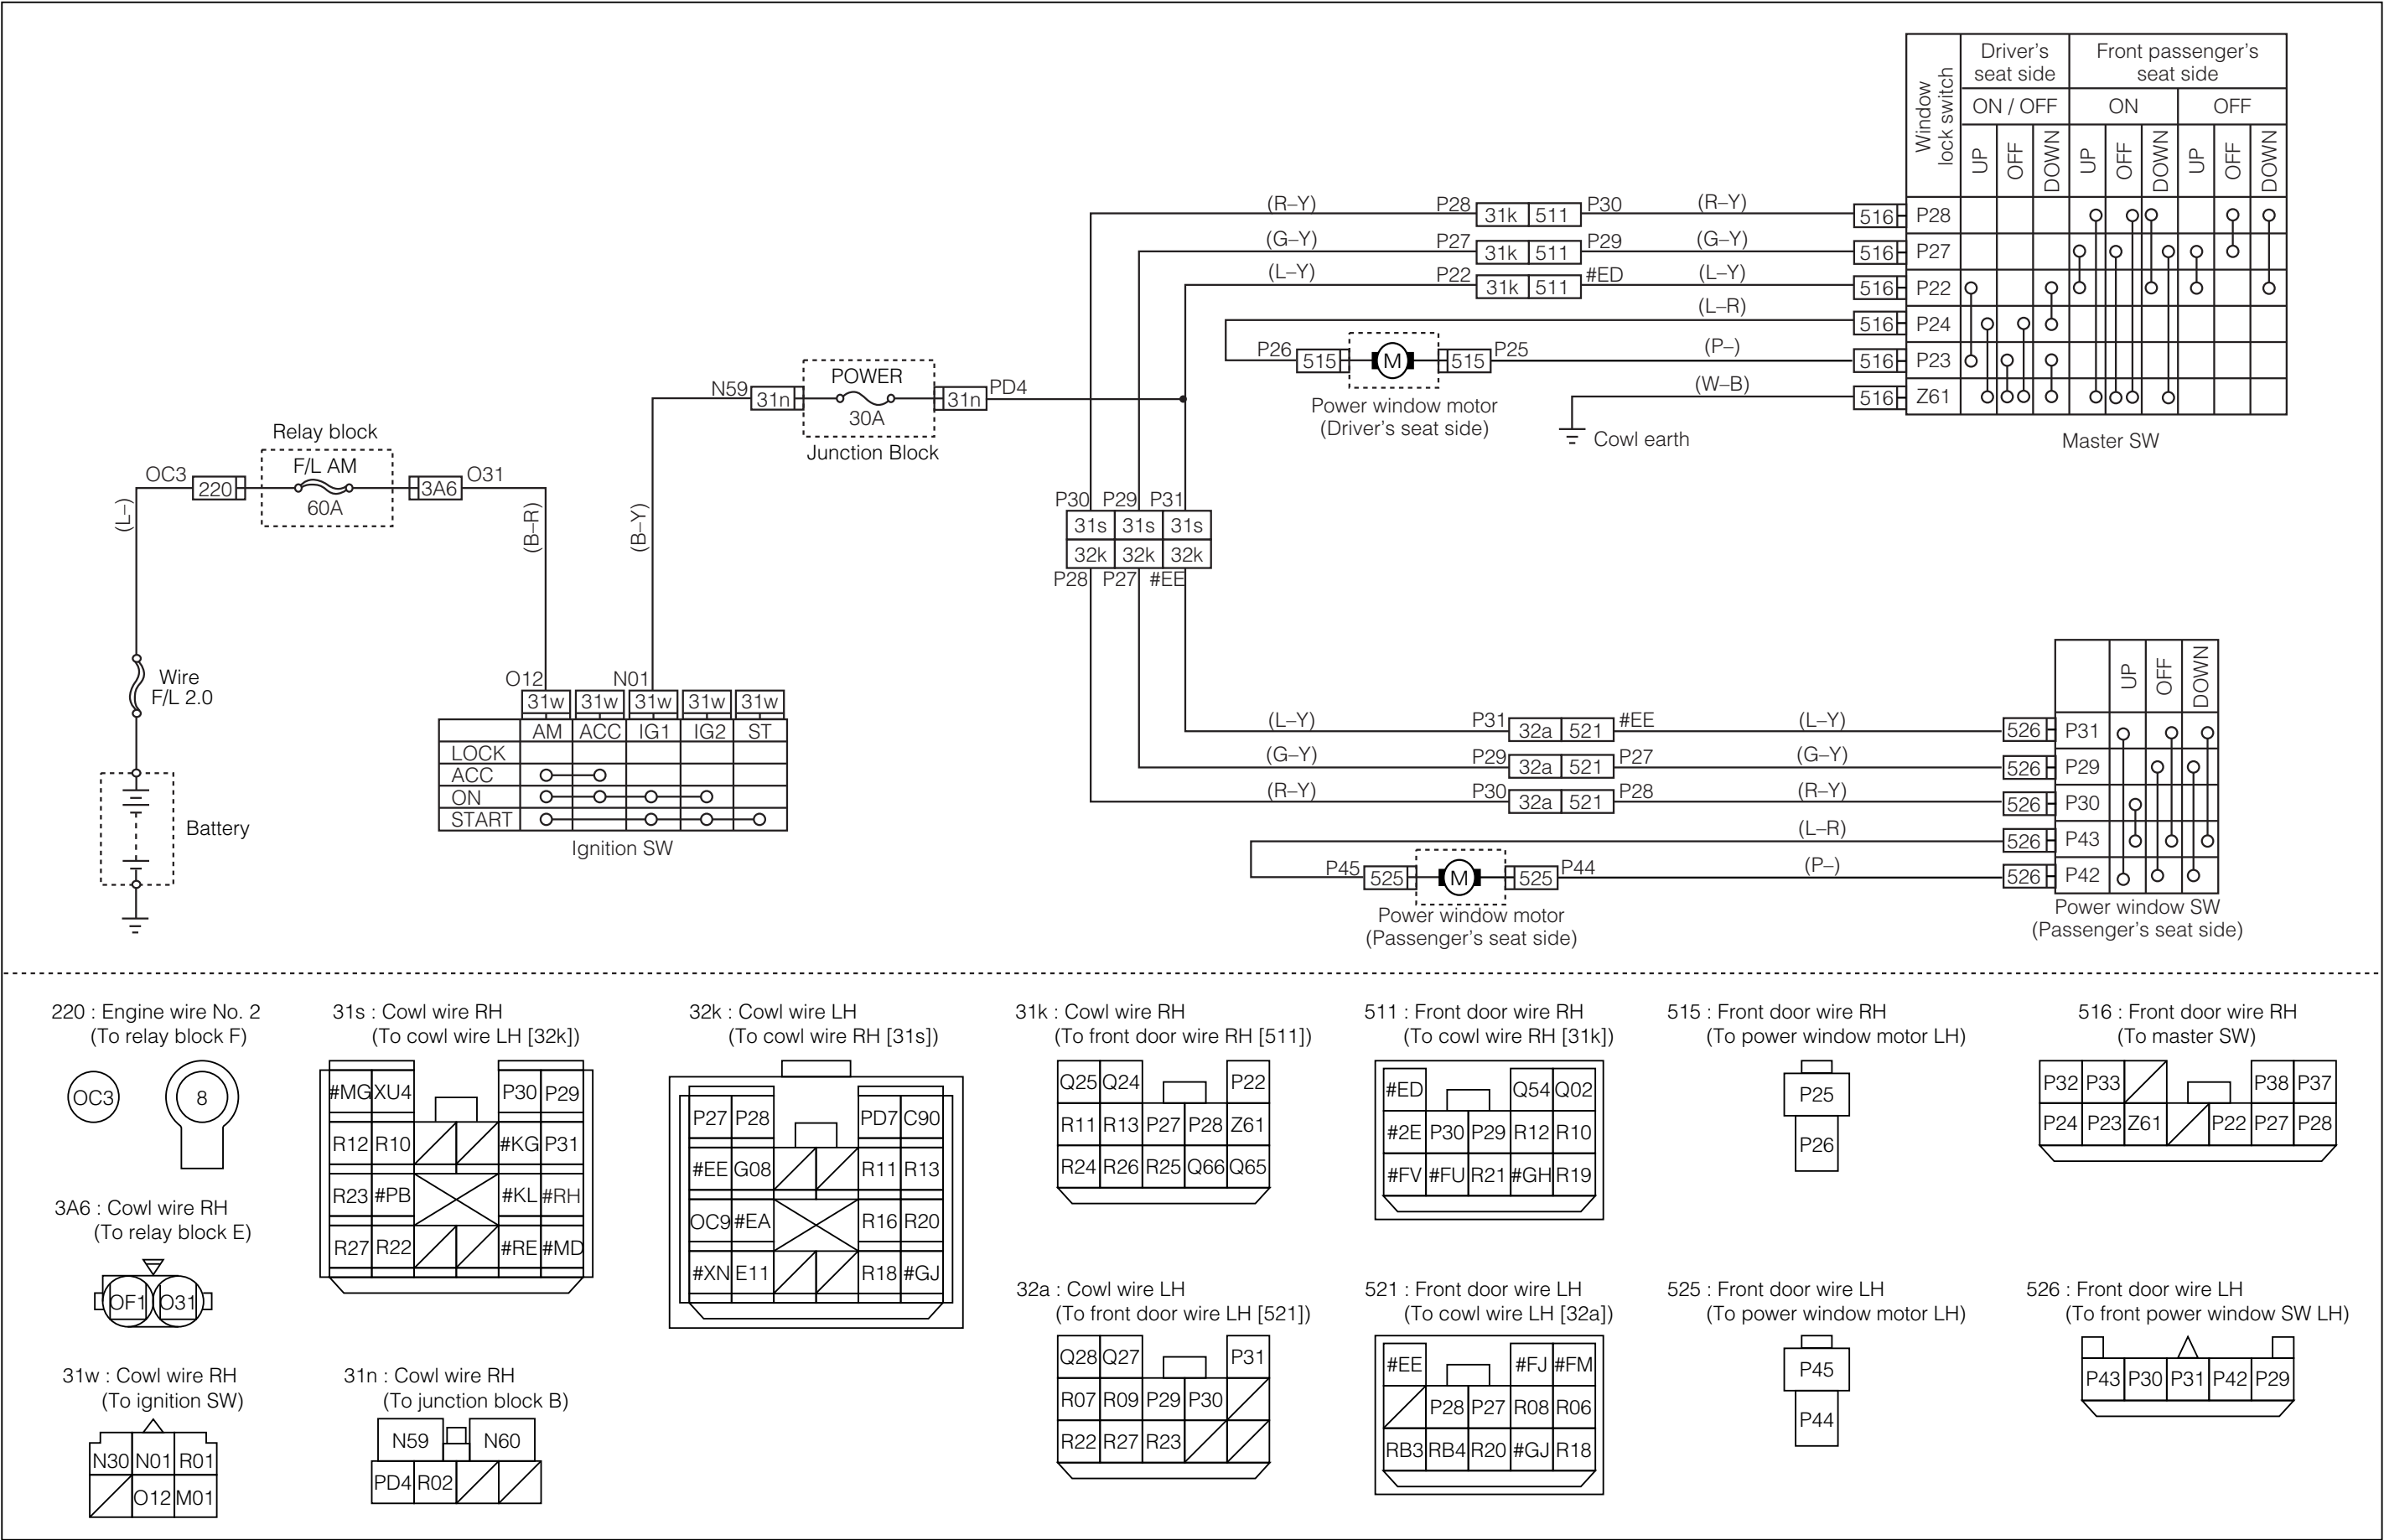 Driver's
seat side
Front passenger's
seat side
Window
lock switch
ON / OFF
ON
OFF
UP
OFF
DOWN
UP
OFF
DOWN
UP
OFF
DOWN
(R–Y)
P28
31k
511
P30
(R–Y)
516
P28
(G–Y)
P27
31k
511
P29
(G–Y)
516
P27
(L–Y)
P22
31k
511
#ED
(L–Y)
516
P22
(L–R)
516
P24
P26
515
M
515
P25
(P–)
516
P23
(W–B)
516
Z61
Power window motor
(Driver's seat side)
Cowl earth
Master SW
N59
31n
POWER
30A
31n
PD4
Junction Block
Relay block
OC3
220
F/L AM
60A
3A6
O31
(L–)
(B–R)
(B–Y)
P30
P29
P31
31s
31s
31s
32k
32k
32k
P28
P27
#EE
Wire
F/L 2.0
Battery
O12
N01
31w
31w
31w
31w
31w
AM
ACC
IG1
IG2
ST
LOCK
ACC
ON
START
Ignition SW
UP
OFF
DOWN
(L–Y)
P31
32a
521
#EE
(L–Y)
526
P31
(G–Y)
P29
32a
521
P27
(G–Y)
526
P29
(R–Y)
P30
32a
521
P28
(R–Y)
526
P30
(L–R)
526
P43
P45
525
M
525
P44
(P–)
526
P42
Power window motor
(Passenger's seat side)
Power window SW
(Passenger's seat side)
220 : Engine wire No. 2
(To relay block F)
OC3
8
3A6 : Cowl wire RH
(To relay block E)
OF1 O31
31w : Cowl wire RH
(To ignition SW)
N30 N01 R01
O12 M01
31s : Cowl wire RH
(To cowl wire LH [32k])
#MG XU4 P30 P29
R12 R10 #KG P31
R23 #PB #KL #RH
R27 R22 #RE #MD
31n : Cowl wire RH
(To junction block B)
N59 N60
PD4 R02
32k : Cowl wire LH
(To cowl wire RH [31s])
P27 P28 PD7 C90
#EE G08 R11 R13
OC9 #EA R16 R20
#XN E11 R18 #GJ
31k : Cowl wire RH
(To front door wire RH [511])
Q25 Q24 P22
R11 R13 P27 P28 Z61
R24 R26 R25 Q66 Q65
32a : Cowl wire LH
(To front door wire LH [521])
Q28 Q27 P31
R07 R09 P29 P30
R22 R27 R23
511 : Front door wire RH
(To cowl wire RH [31k])
#ED Q54 Q02
#2E P30 P29 R12 R10
#FV #FU R21 #GH R19
521 : Front door wire LH
(To cowl wire LH [32a])
#EE #FJ #FM
P28 P27 R08 R06
RB3 RB4 R20 #GJ R18
515 : Front door wire RH
(To power window motor LH)
P25
P26
525 : Front door wire LH
(To power window motor LH)
P45
P44
516 : Front door wire RH
(To master SW)
P32 P33 P38 P37
P24 P23 Z61 P22 P27 P28
526 : Front door wire LH
(To front power window SW LH)
P43 P30 P31 P42 P29